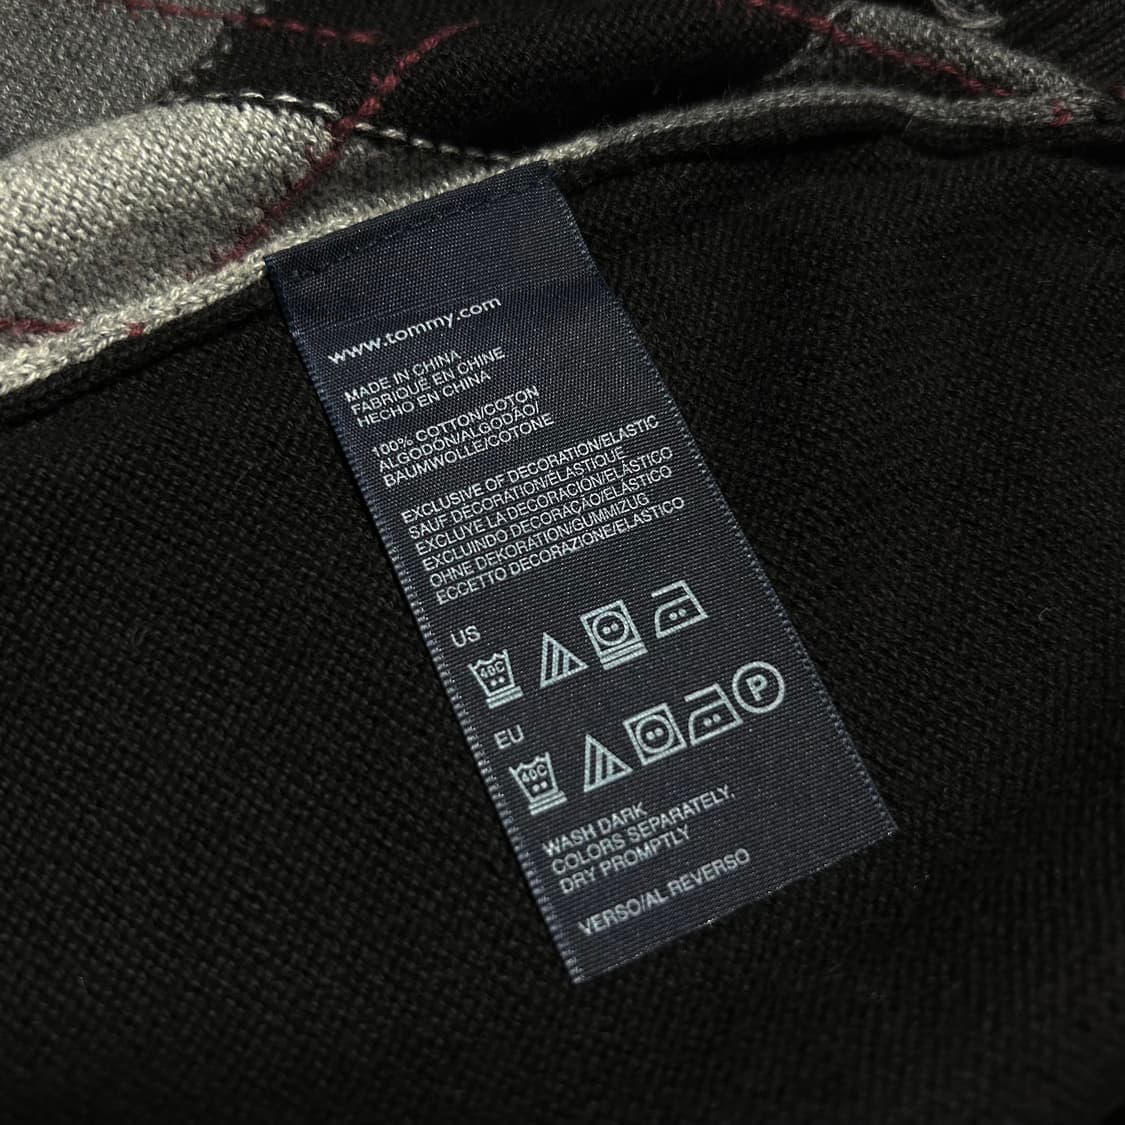 www.tommy.com
MADE IN CHINA
FABRIQUÉ EN CHINE
HECHO EN CHINA
100% COTTON/COTON
ALGODÓN/ALGODÃO/
BAUMWOLLE/COTONE
EXCLUSIVE OF DECORATION/ELASTIC
SAUF DÉCORATION/ÉLASTIQUE
EXCLUYE LA DECORACIÓN/ELÁSTICO
EXCLUINDO DECORAÇÃO/ELÁSTICO
OHNE DEKORATION/GUMMIZUG
ECCETTO DECORAZIONE/ELASTICO
US
40C
EU
40C
P
WASH DARK
COLORS SEPARATELY,
DRY PROMPTLY
VERSO/AL REVERSO